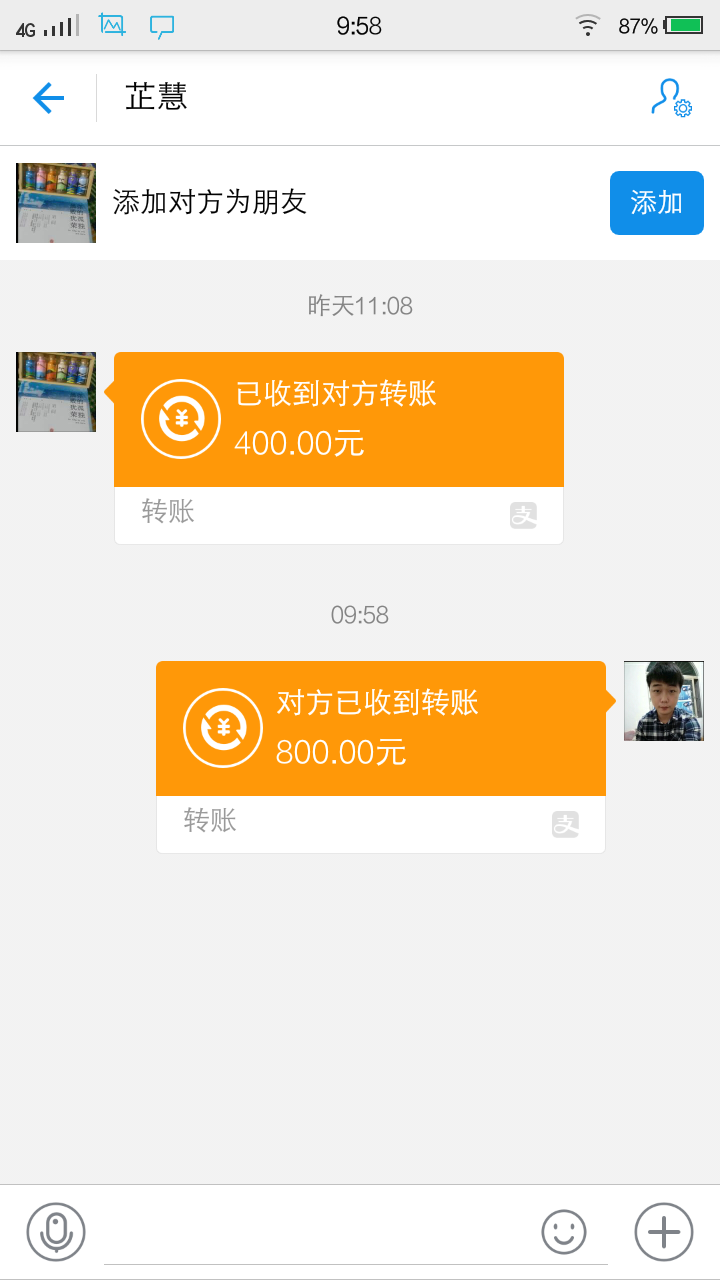 4G 9:58 87%
芷慧
添加对方为朋友
添加
昨天11:08
已收到对方转账
400.00元
转账
支
09:58
对方已收到转账
800.00元
转账
支